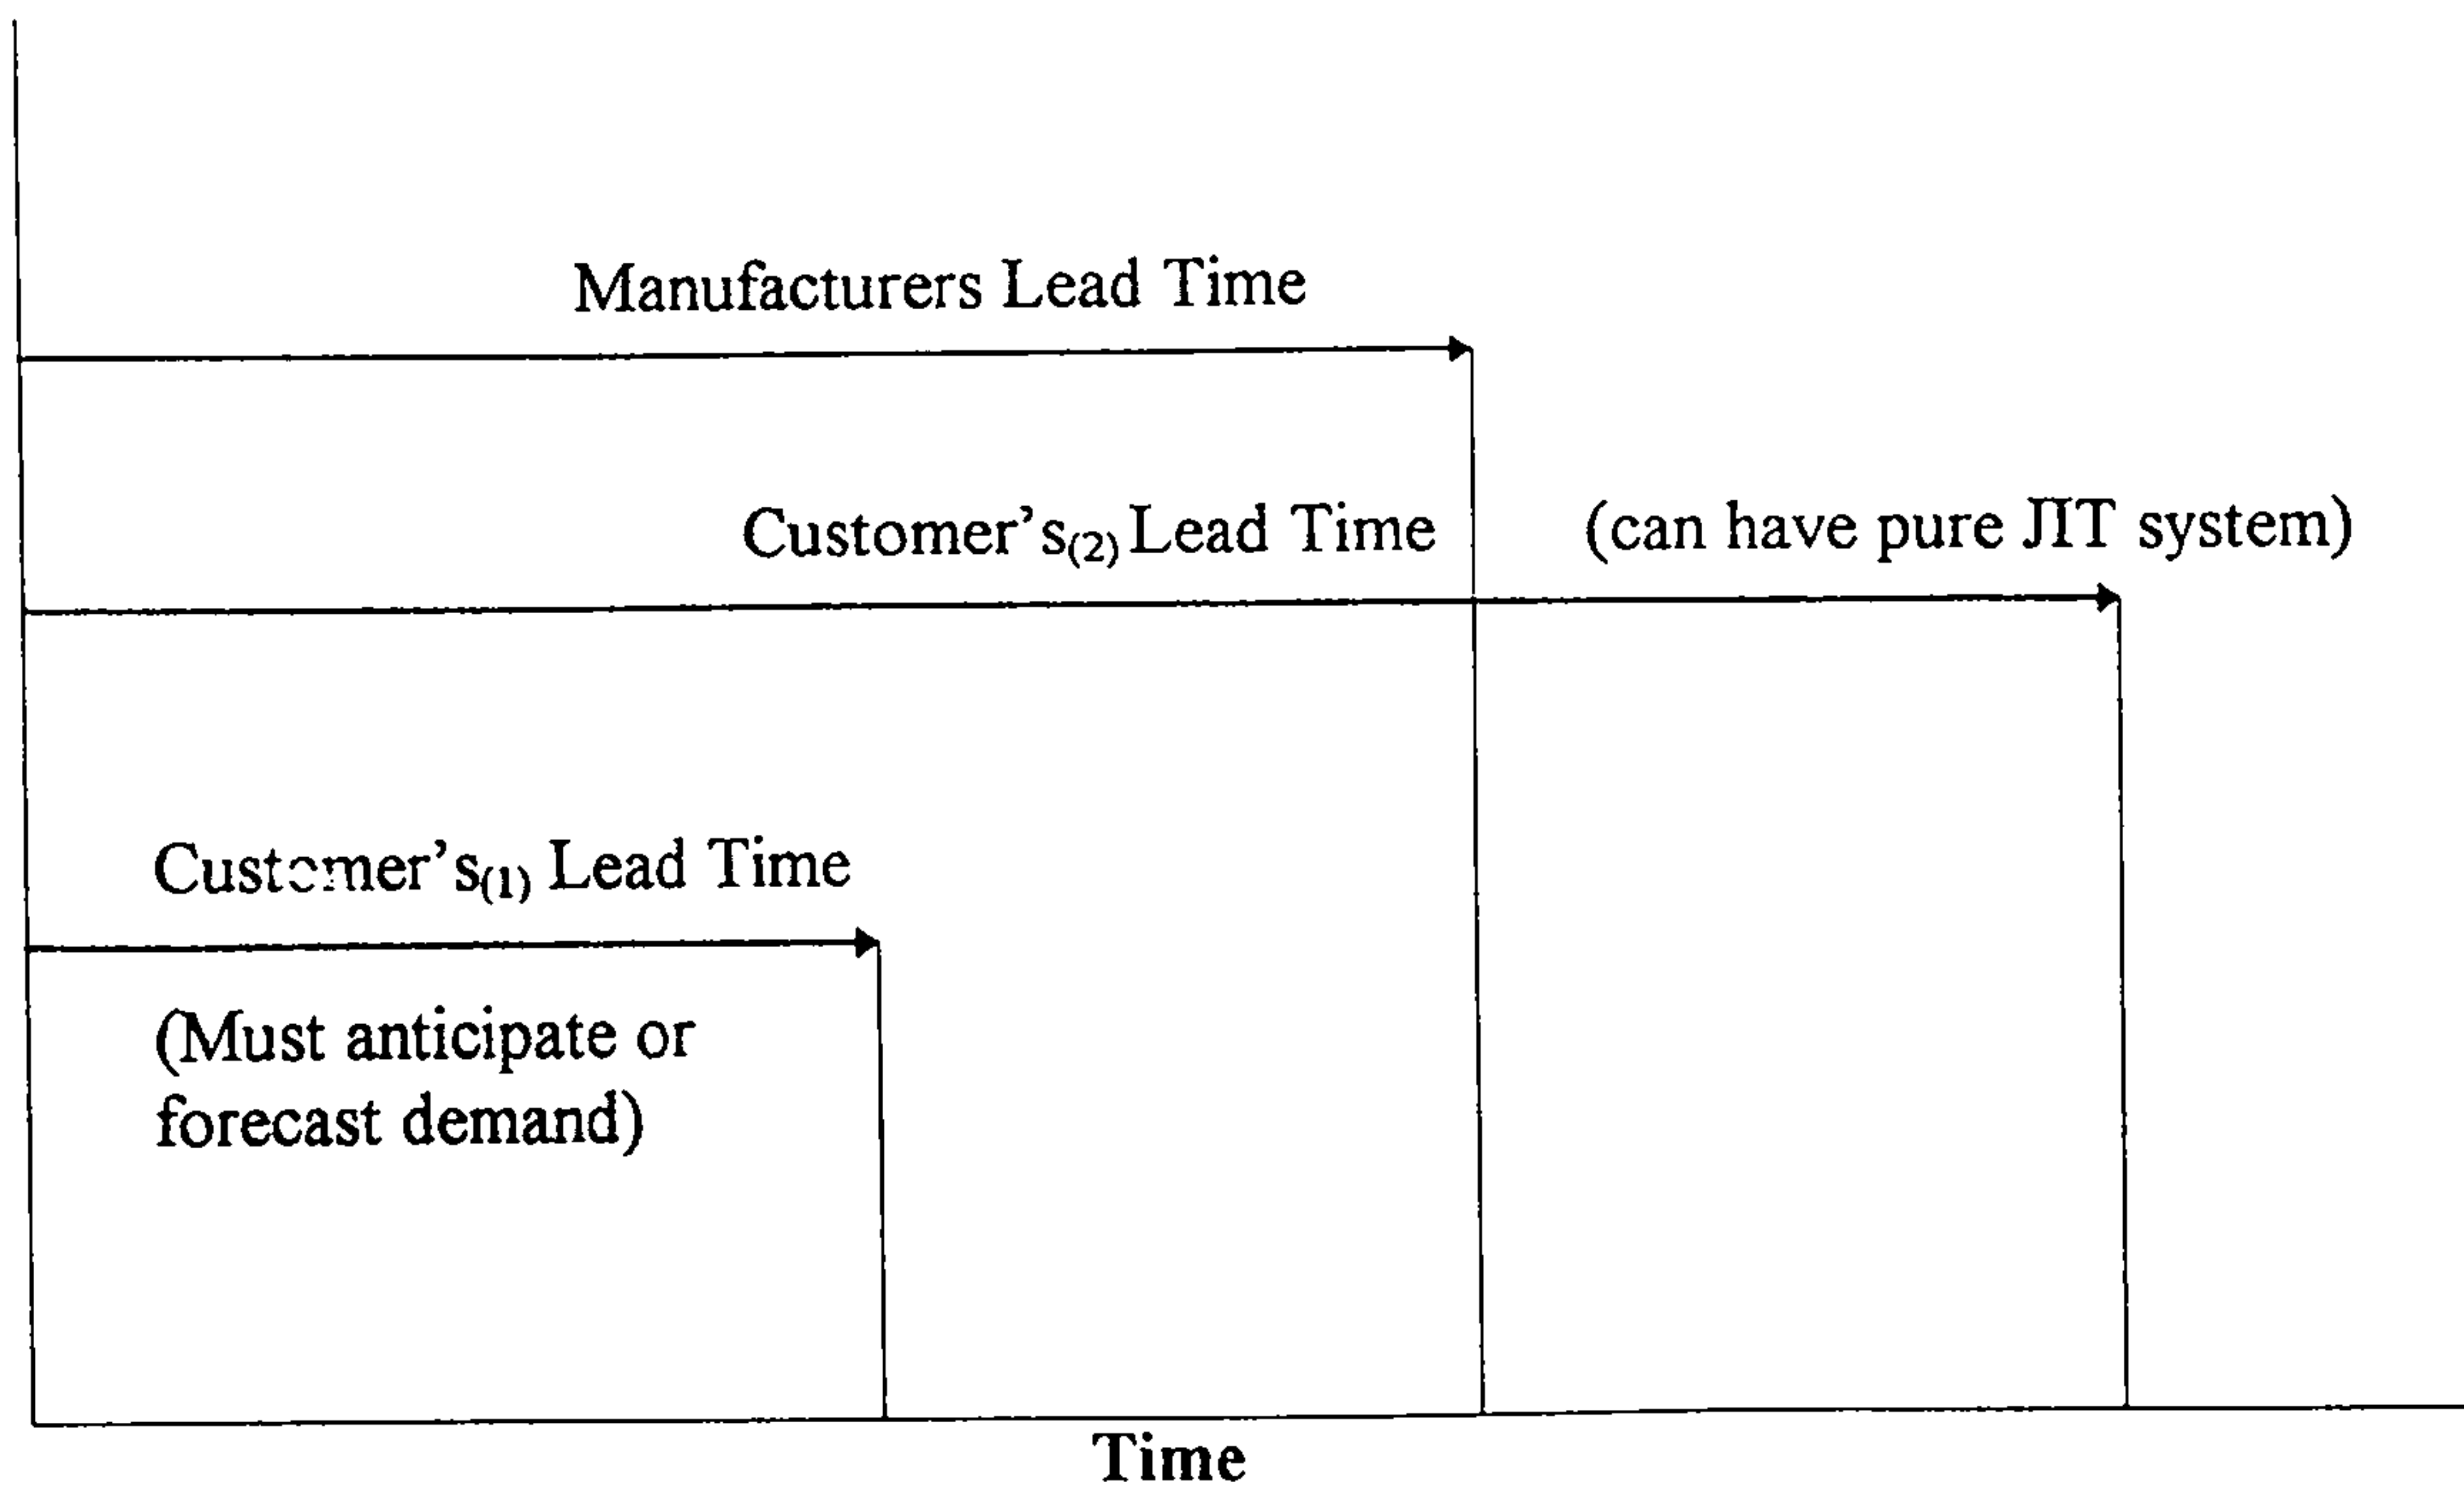 Manufacturers Lead Time
Customer's(2) Lead Time (can have pure JIT system)
Customer's(1) Lead Time
(Must anticipate or
forecast demand)
Time